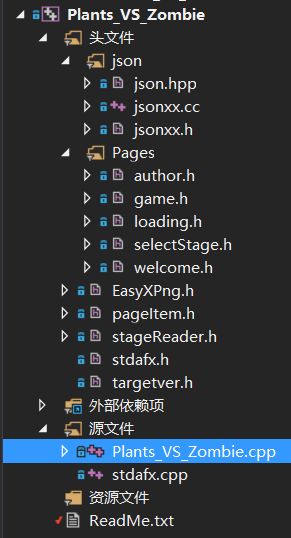 Plants_VS_Zombie
头文件
json
json.hpp
jsonxx.cc
jsonxx.h
Pages
author.h
game.h
loading.h
selectStage.h
welcome.h
EasyXPng.h
pageItem.h
stageReader.h
stdafx.h
targetver.h
外部依赖项
源文件
Plants_VS_Zombie.cpp
stdafx.cpp
资源文件
ReadMe.txt